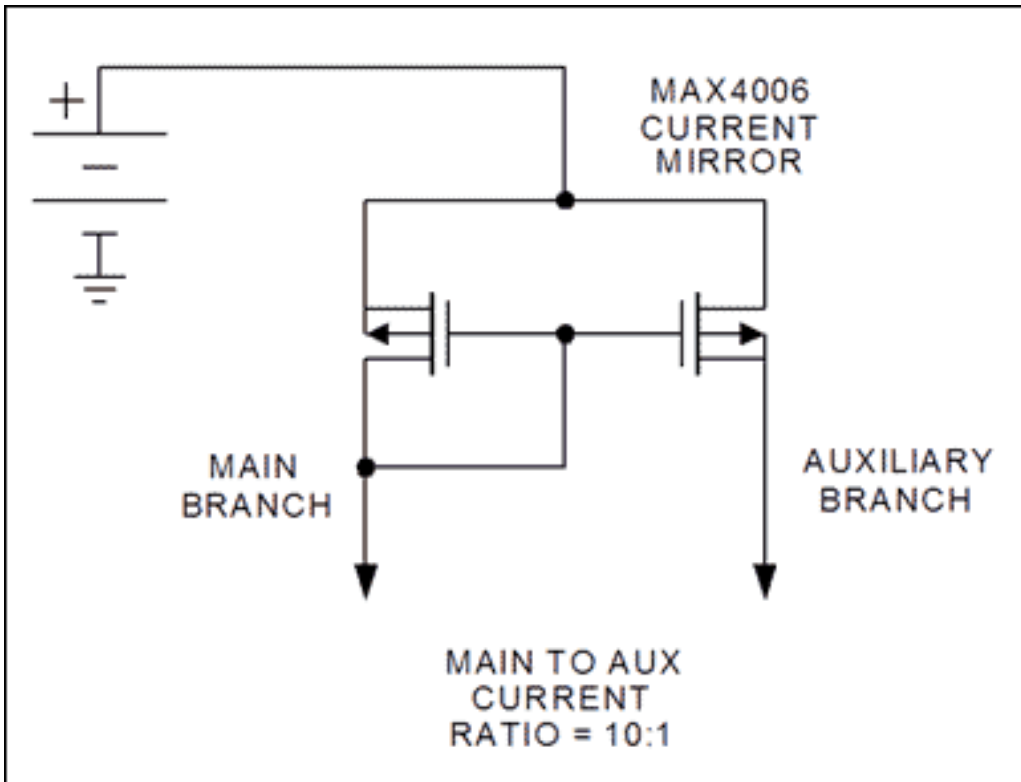 +
MAX4006
CURRENT
MIRROR
MAIN
BRANCH
AUXILIARY
BRANCH
MAIN TO AUX
CURRENT
RATIO = 10:1